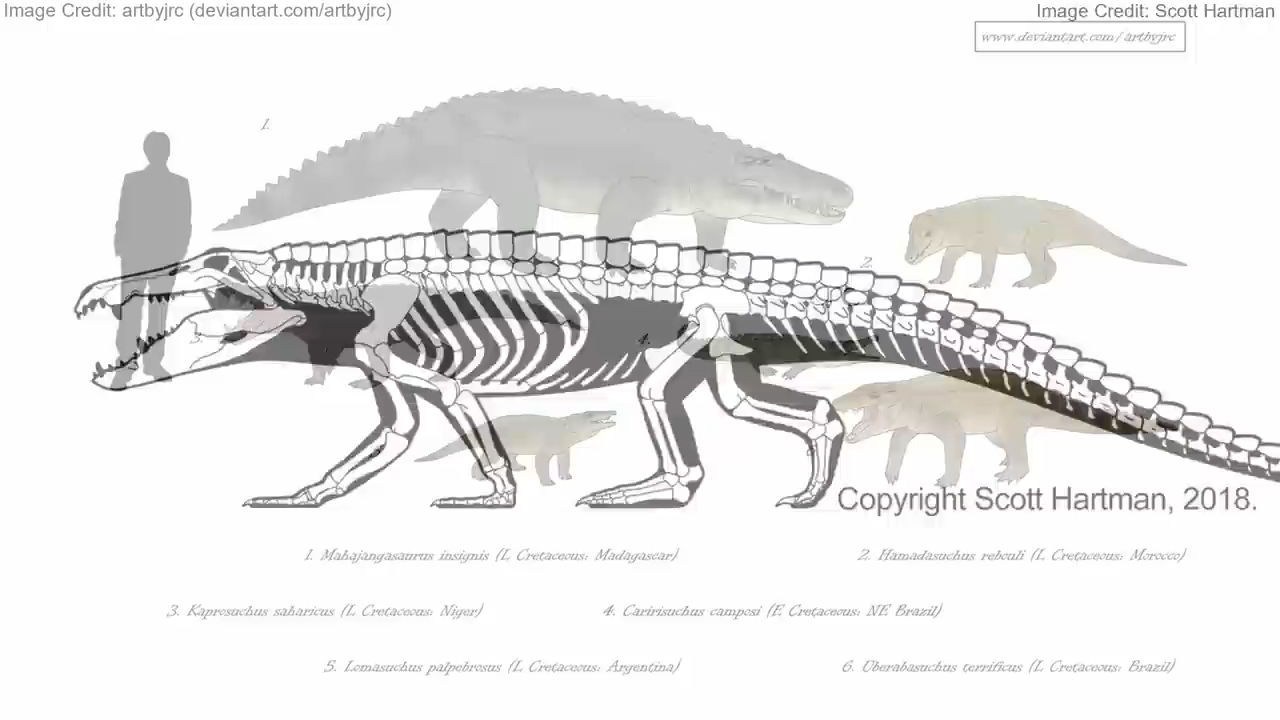 Image Credit: artbyjrc (deviantart.com/artbyjrc)
Image Credit: Scott Hartman
www.deviantart.com/artbyjrc
1.
2.
4.
Copyright Scott Hartman, 2018.
1. Mahajangasaurus insignis (L Cretaceous: Madagascar)
2. Hamadasuchus rebouli (L Cretaceous: Morocco)
3. Kaprosuchus saharicus (L Cretaceous: Niger)
4. Caririsuchus camposi (E Cretaceous: NE Brazil)
5. Lomasuchus palpebrosus (L Cretaceous: Argentina)
6. Uberabasuchus terrificus (L Cretaceous: Brazil)